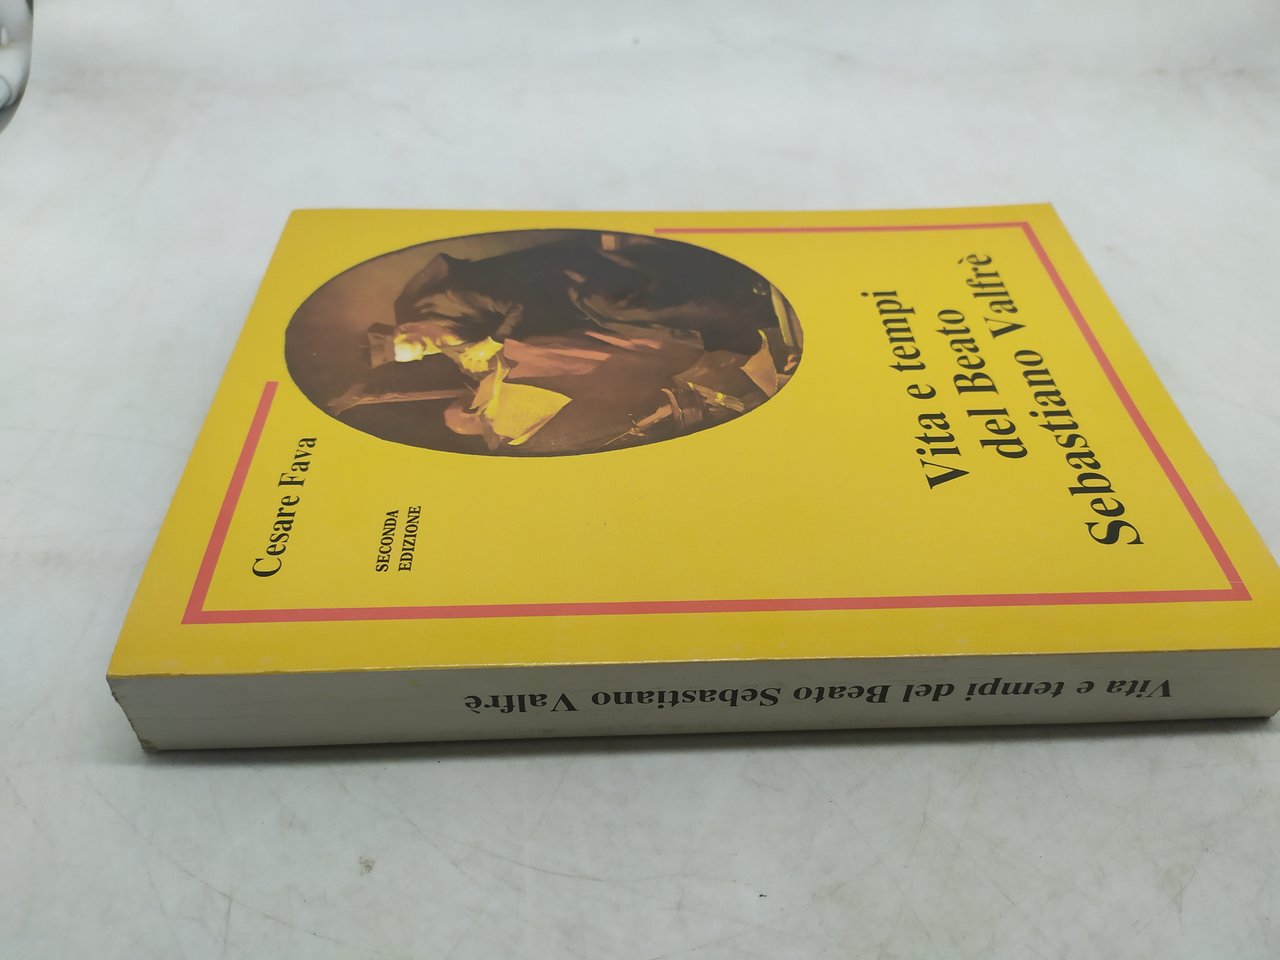 Vita e tempi
del Beato
Sebastiano Valfrè
SECONDA
EDIZIONE
Cesare Fava
Vita e tempi del Beato Sebastiano Valfrè